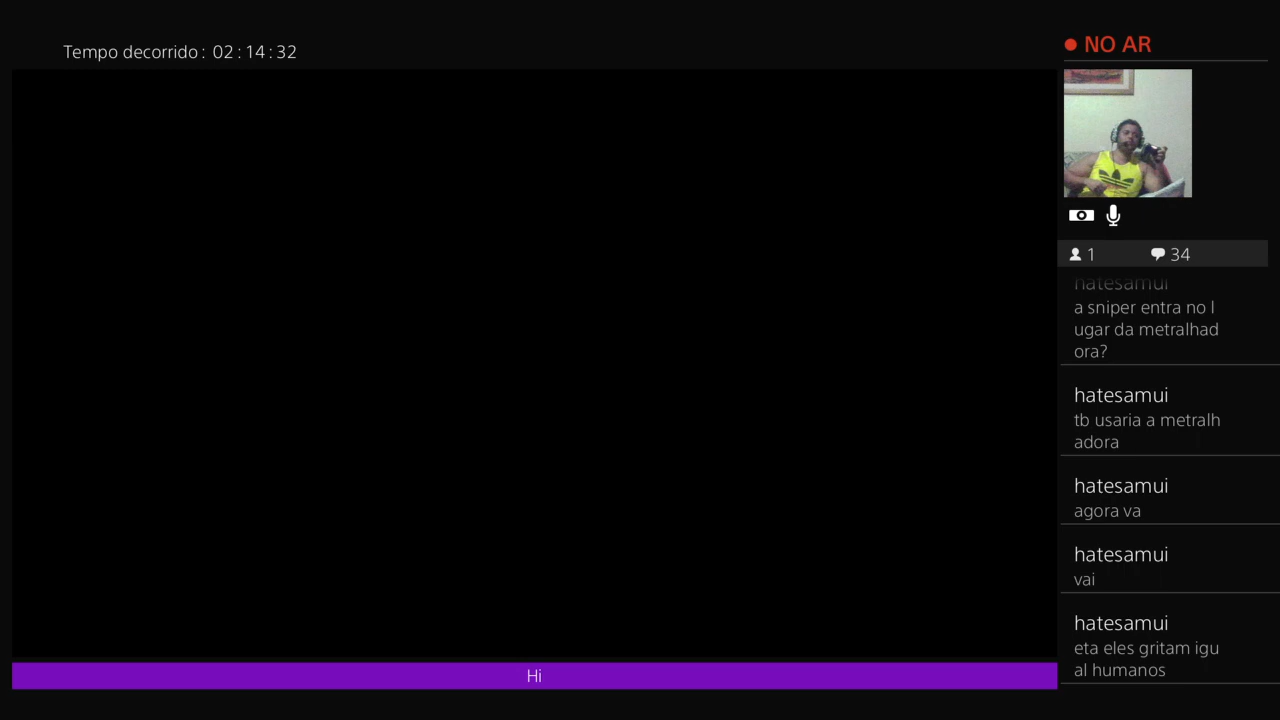 Tempo decorrido: 02:14:32
NO AR
1 34
hatesamui
a sniper entra no l
ugar da metralhad
ora?
hatesamui
tb usaria a metralh
adora
hatesamui
agora va
hatesamui
vai
hatesamui
eta eles gritam igu
al humanos
Hi